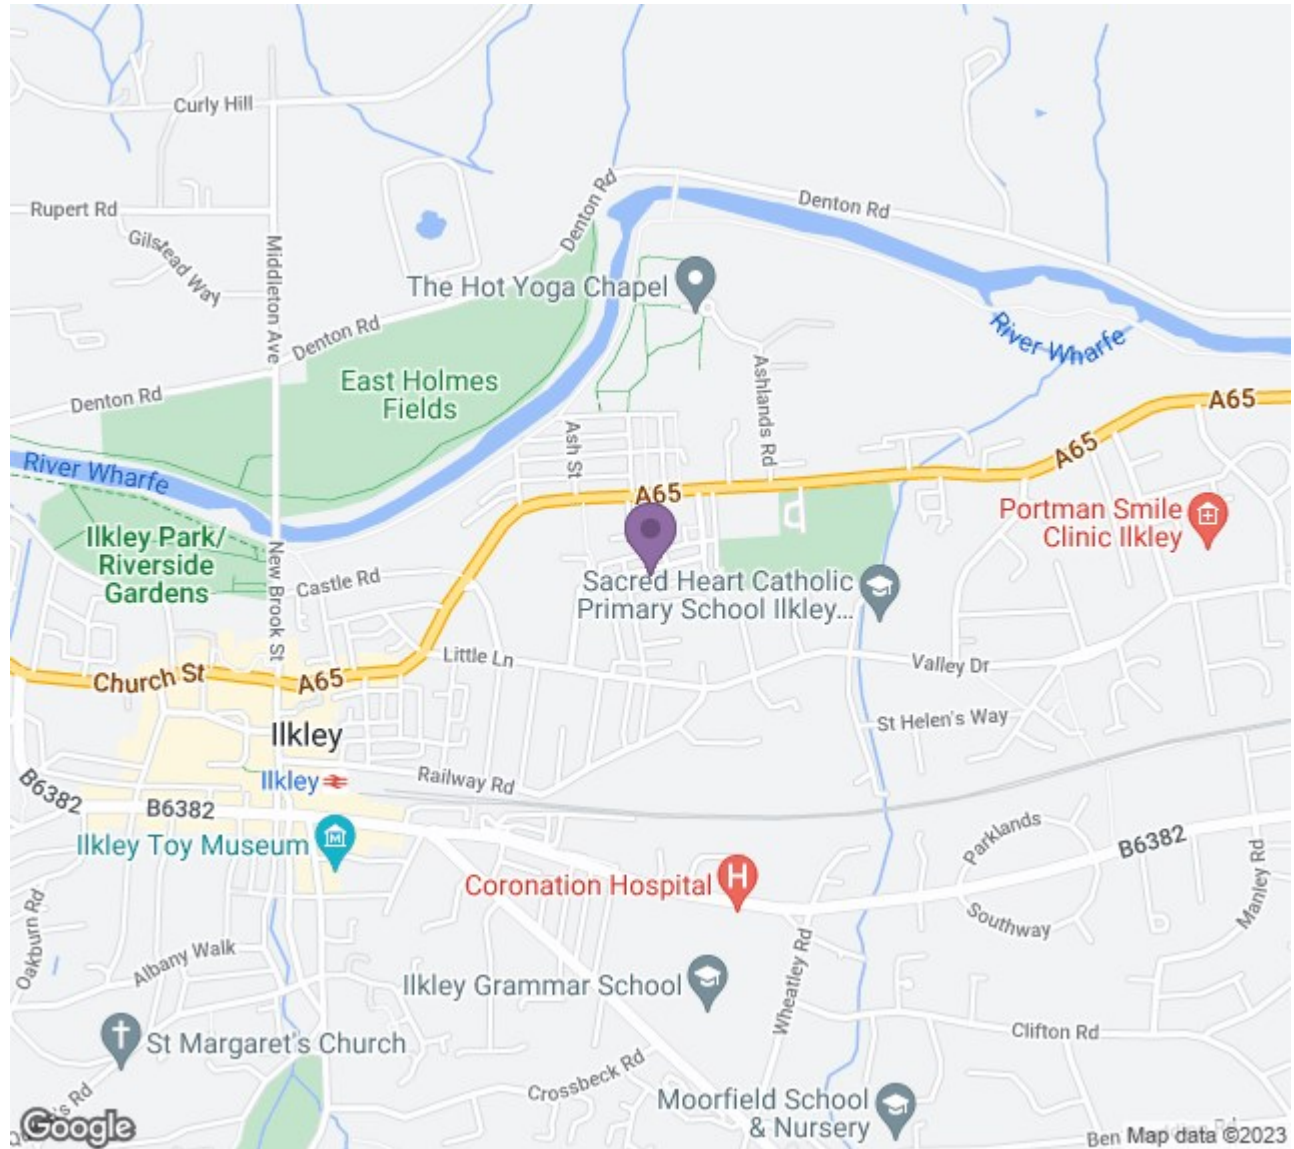 Curly Hill
Rupert Rd
Gilstead Way
Middleton Ave
Denton Rd
Denton Rd
The Hot Yoga Chapel
River Wharfe
Denton Rd
Denton Rd
East Holmes
Fields
Ash St
Ashlands Rd
A65
A65
A65
River Wharfe
Ilkley Park/
Riverside
Gardens
New Brook St
Castle Rd
Portman Smile
Clinic Ilkley
Sacred Heart Catholic
Primary School Ilkley...
Little Ln
Valley Dr
Church St
A65
St Helen's Way
Ilkley
Ilkley
Railway Rd
B6382
B6382
B6382
Ilkley Toy Museum
Parklands
Southway
Manley Rd
Coronation Hospital
Oakburn Rd
Albany Walk
Wheatley Rd
Ilkley Grammar School
St Margaret's Church
Clifton Rd
Crossbeck Rd
Moorfield School
& Nursery
Google
Ben
Map data ©2023